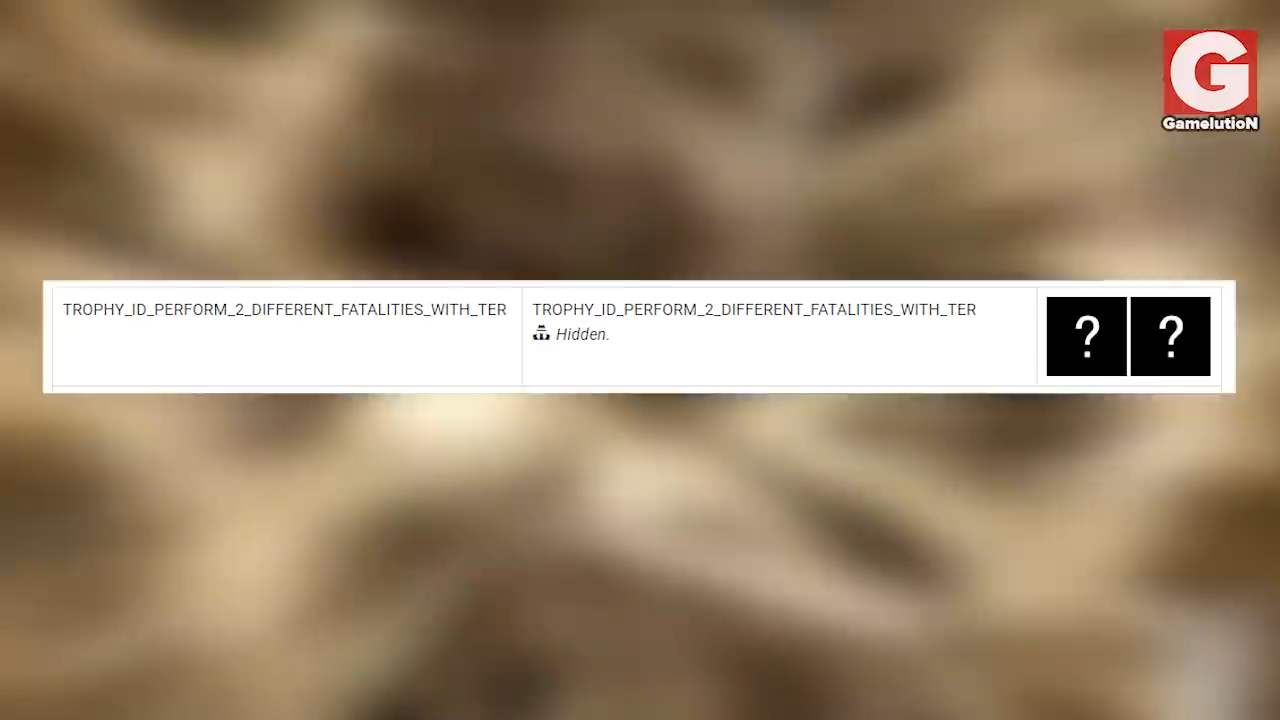 G
GamelutioN
TROPHY_ID_PERFORM_2_DIFFERENT_FATALITIES_WITH_TER
TROPHY_ID_PERFORM_2_DIFFERENT_FATALITIES_WITH_TER
Hidden.
? ?